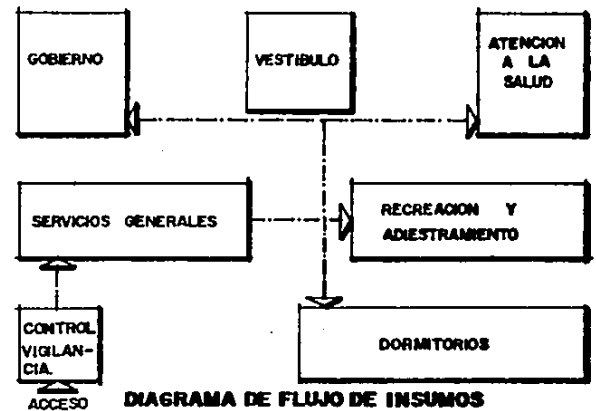 GOBIERNO
VESTIBULO
ATENCION
A LA
SALUD
SERVICIOS GENERALES
RECREACION Y
ADIESTRAMIENTO
CONTROL
VIGILAN-
CIA.
DORMITORIOS
ACCESO
DIAGRAMA DE FLUJO DE INSUMOS